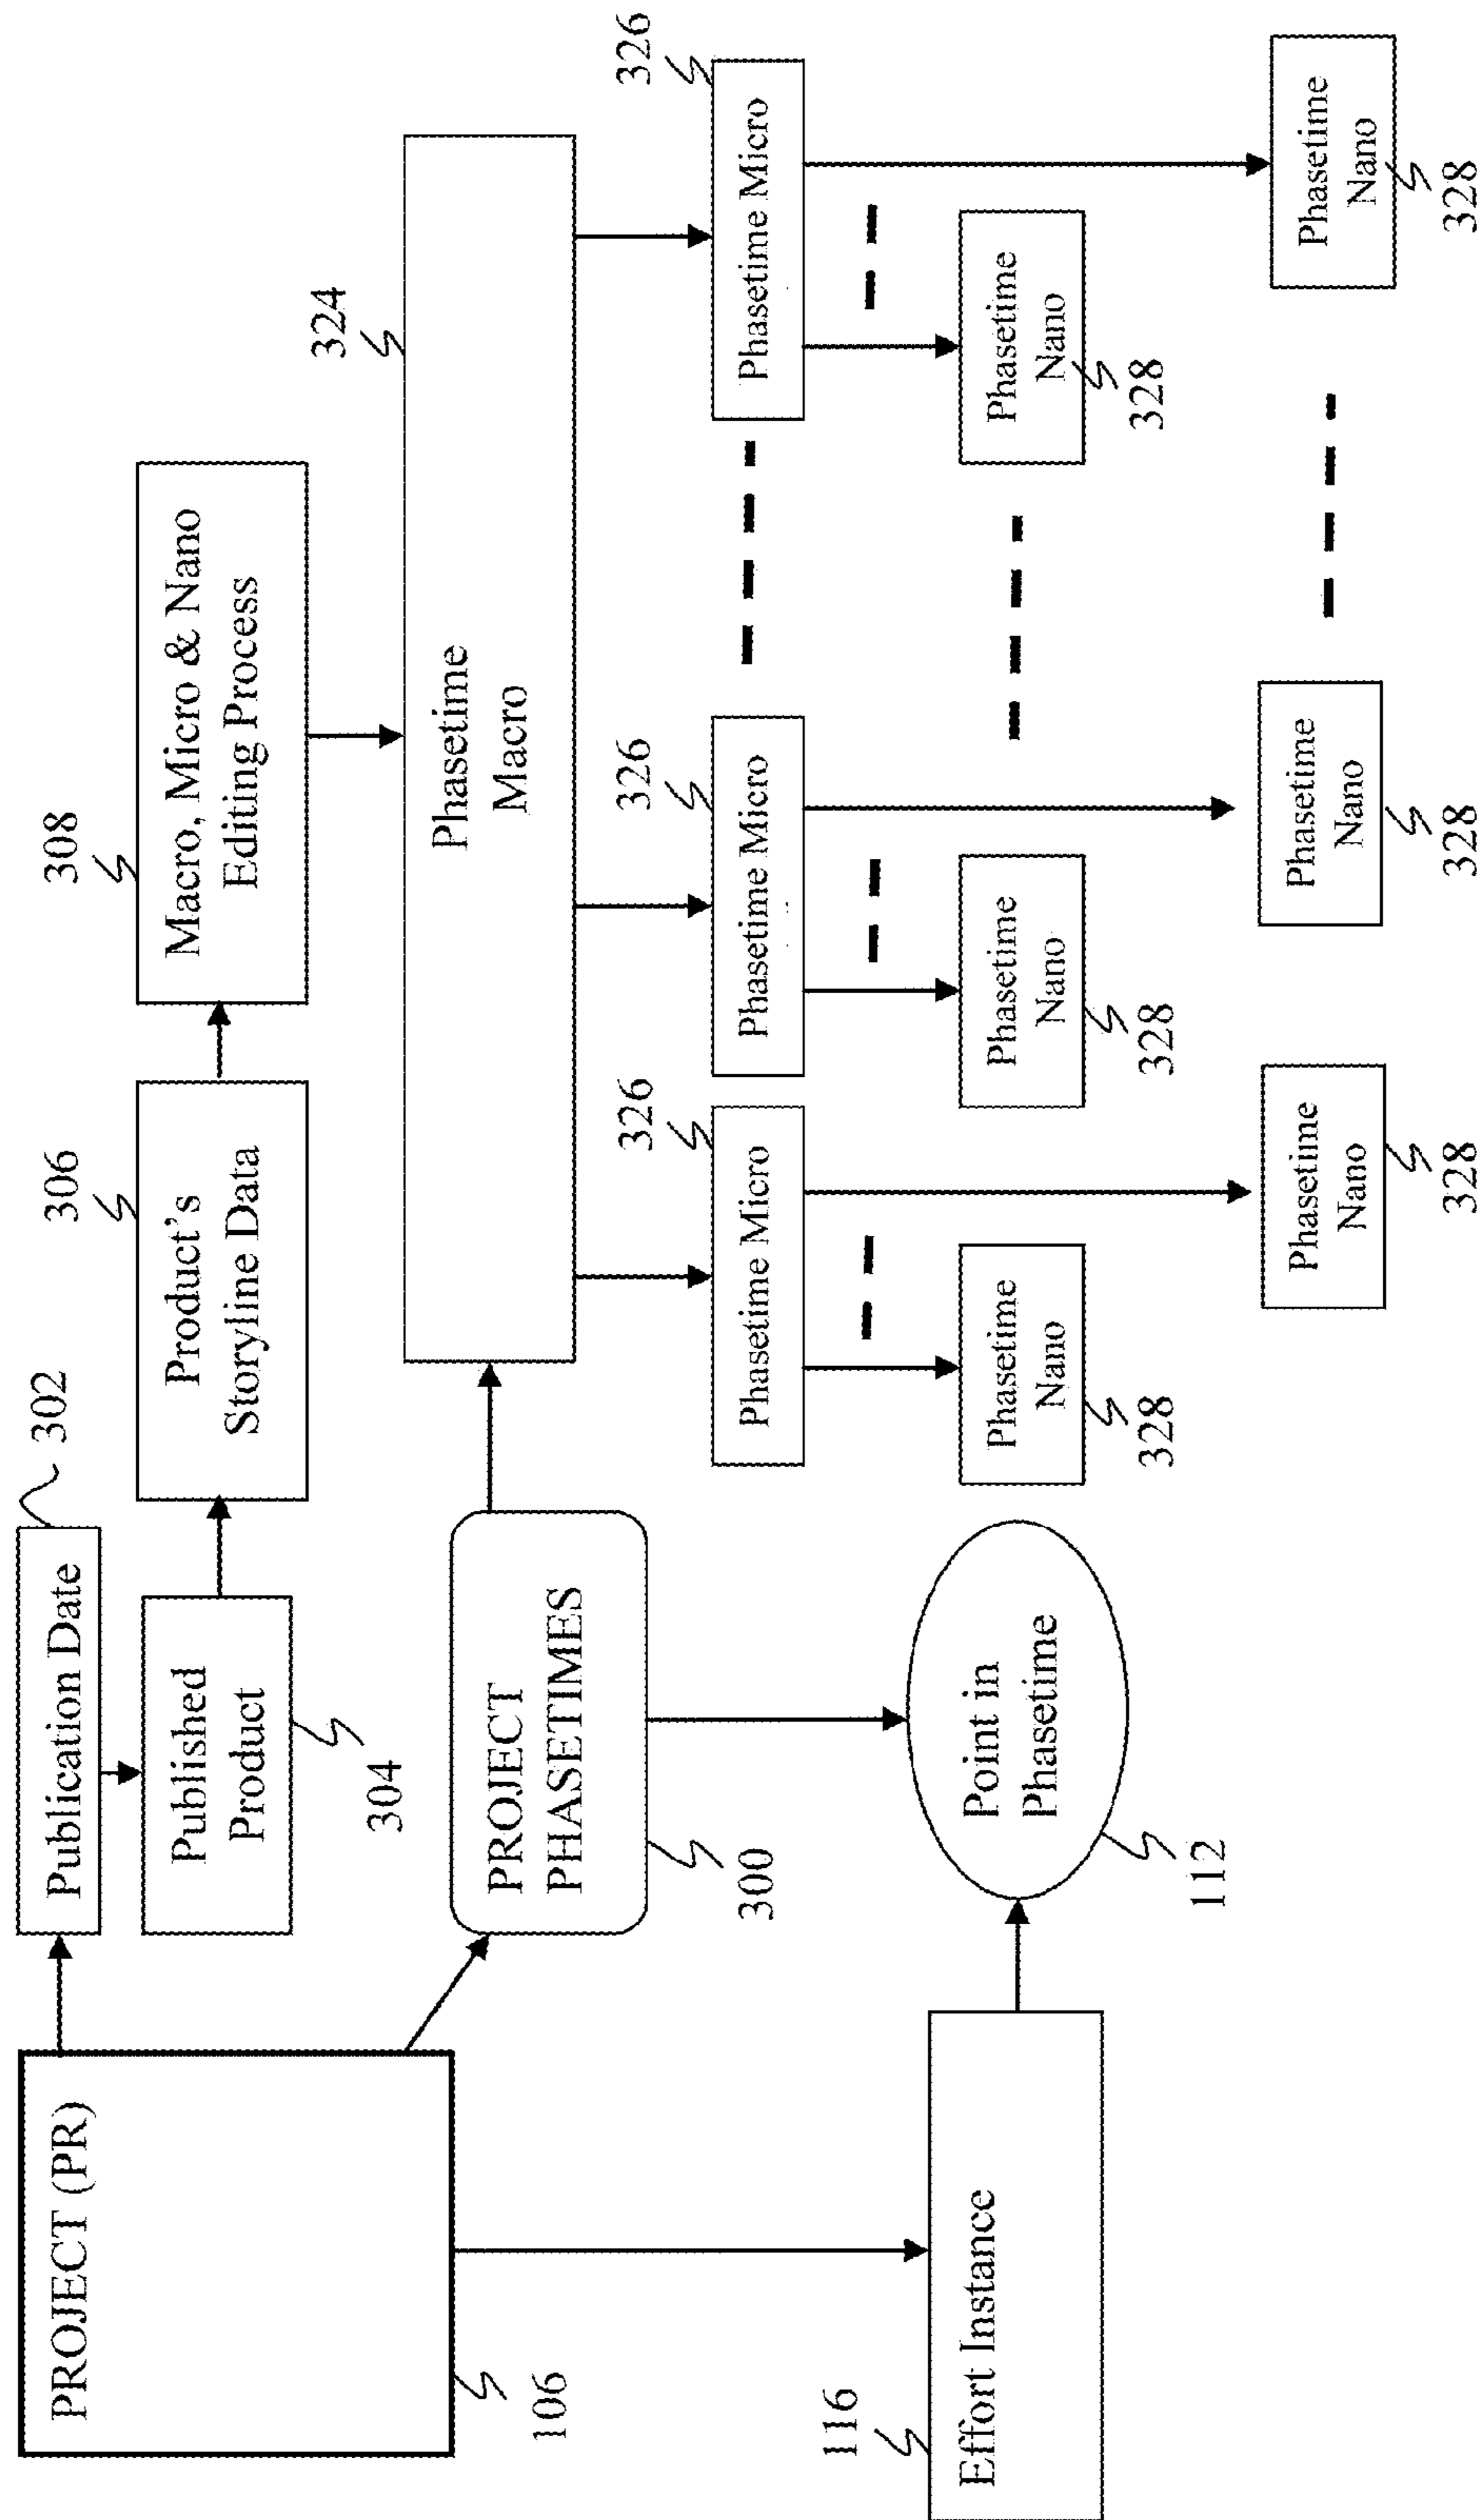 PROJECT (PR)
106
Publication Date
302
Published
Product
304
Product's
Storyline Data
306
Macro, Micro & Nano
Editing Process
308
PROJECT
PHASETIMES
300
Phasetime
Macro
324
Phasetime Micro
326
Phasetime Micro
326
Phasetime Micro
326
Effort Instance
116
Point in
Phasetime
112
Phasetime
Nano
328
Phasetime
Nano
328
Phasetime
Nano
328
Phasetime
Nano
328
Phasetime
Nano
328
Phasetime
Nano
328